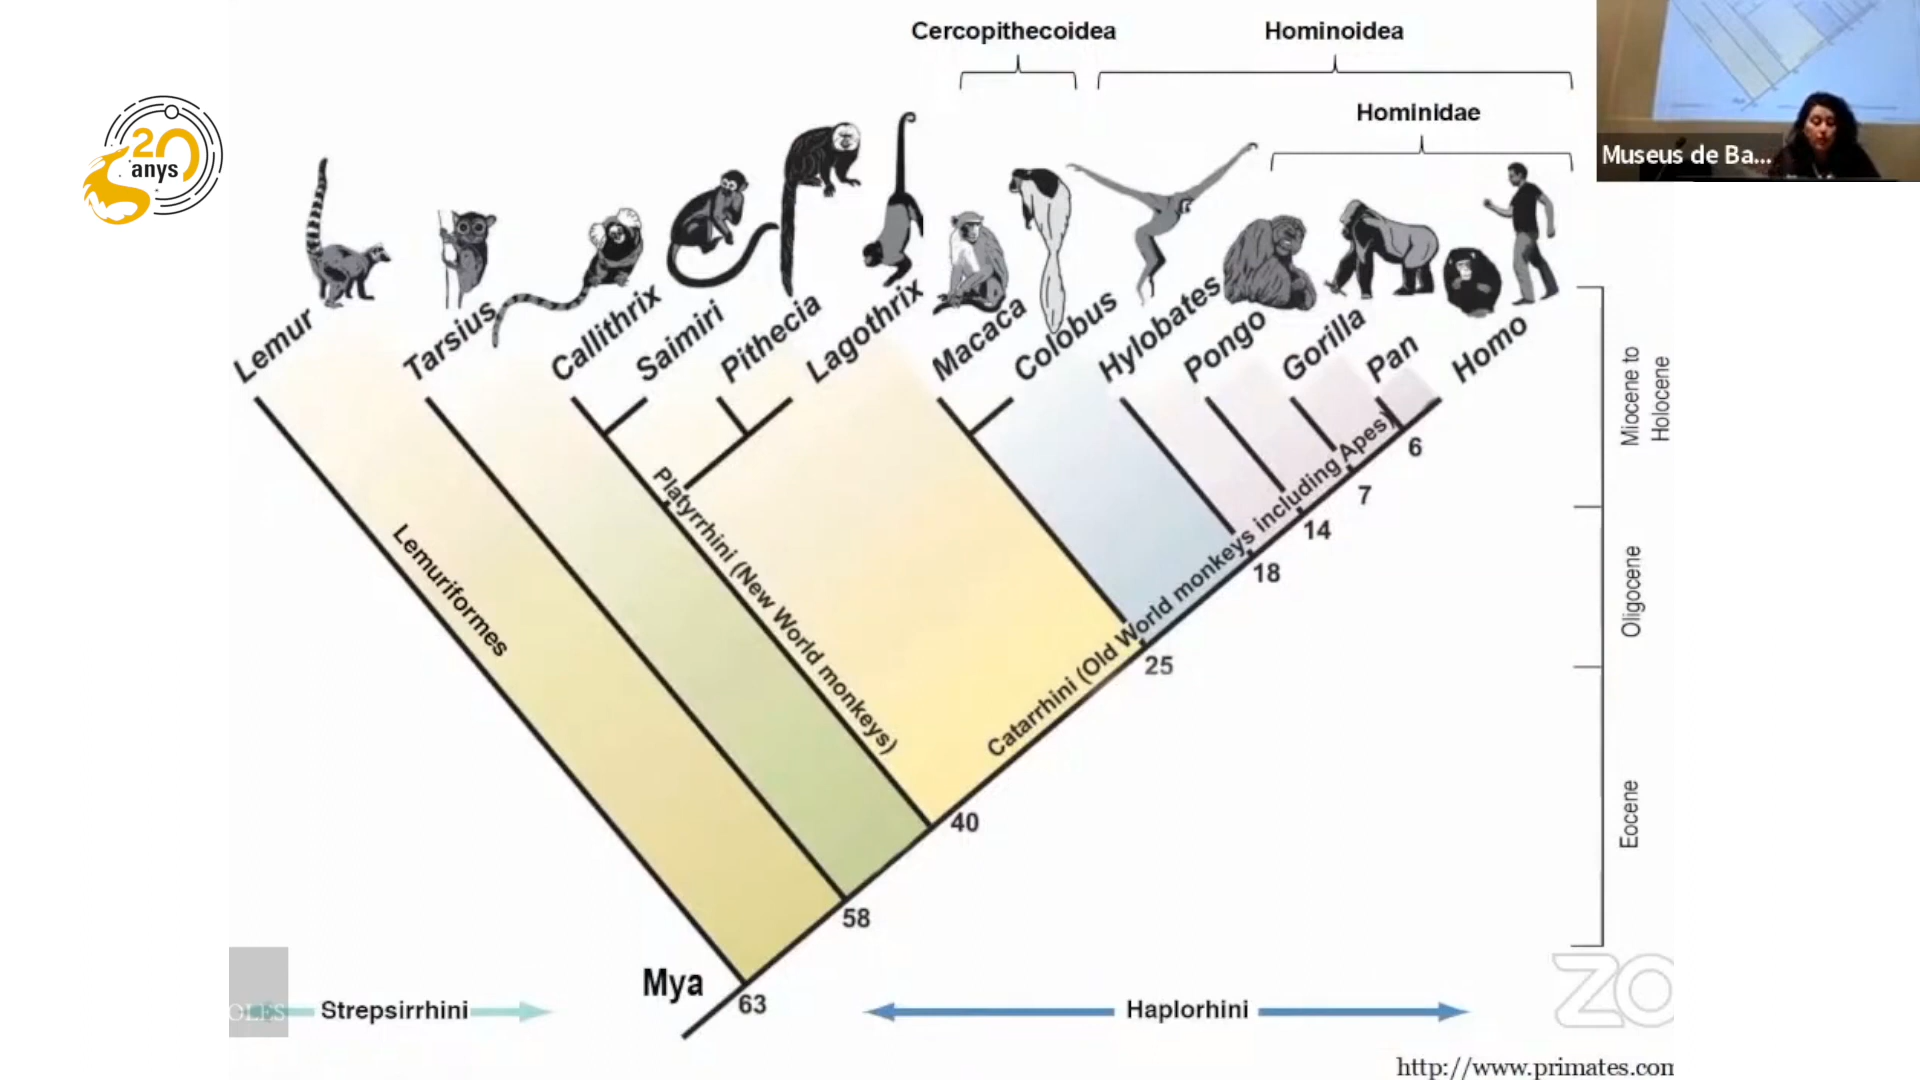 Cercopithecoidea
Hominoidea
Hominidae
20
anys
Museus de Ba...
Lemur
Tarsius
Callithrix
Saimiri
Pithecia
Lagothrix
Macaca
Colobus
Hylobates
Pongo
Gorilla
Pan
Homo
Lemuriformes
Platyrrhini (New World monkeys)
Catarrhini (Old World monkeys including Apes)
6
7
14
18
25
40
58
63
Mya
Miocene to
Holocene
Oligocene
Eocene
OLES
Strepsirrhini
Haplorhini
ZO
http://www.primates.com